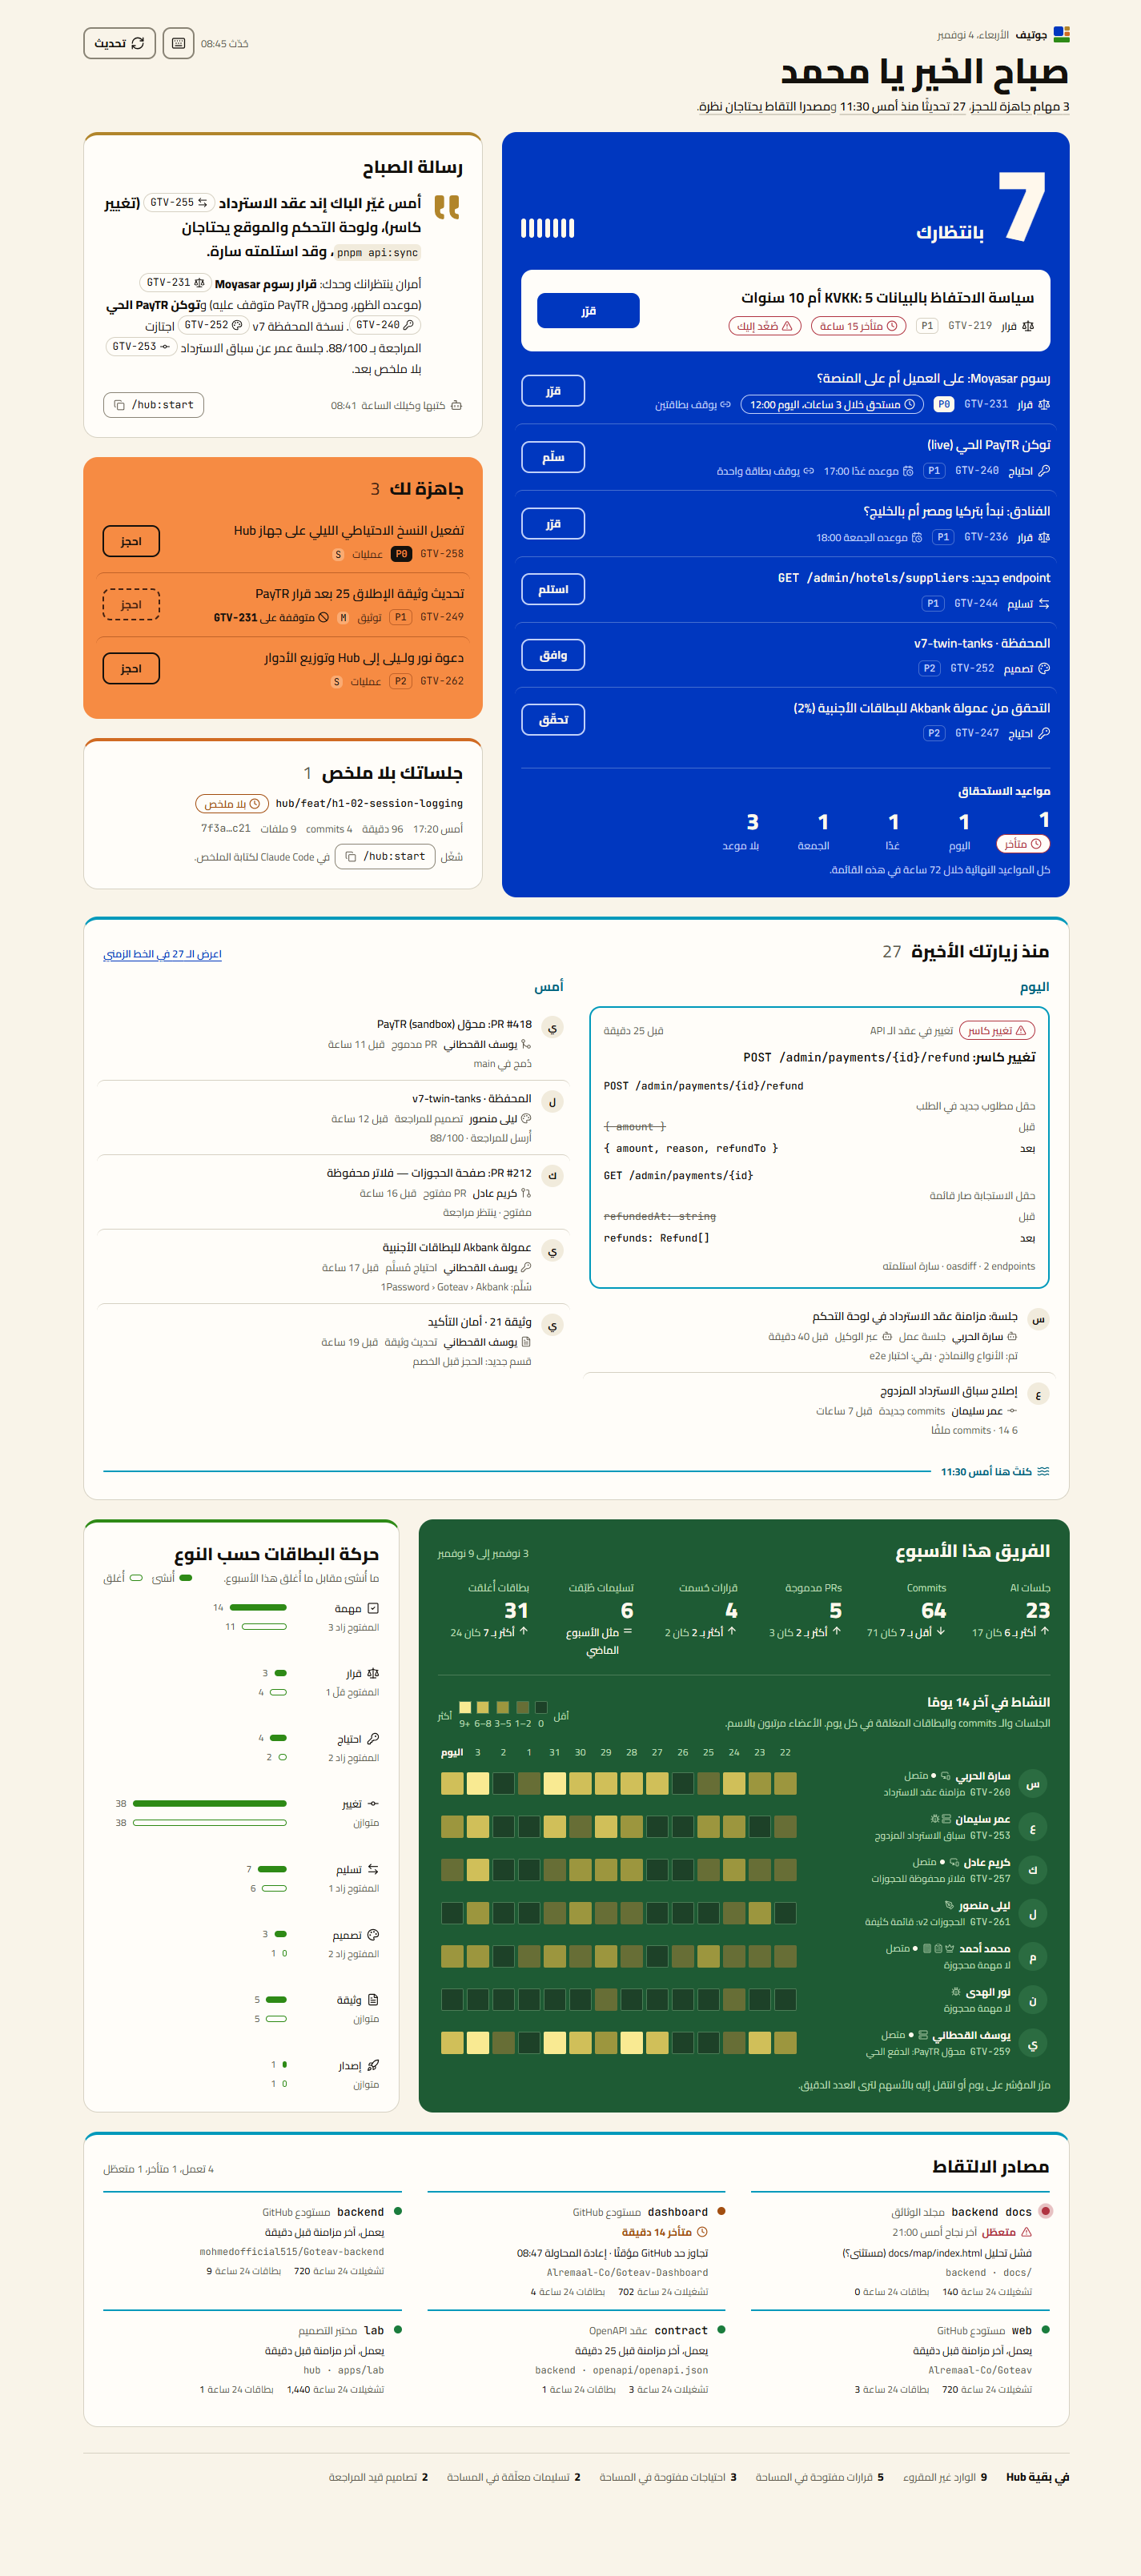 جوتيف الأربعاء، 4 نوفمبر
صباح الخير يا محمد
3 مهام جاهزة للحجز، 27 تحديثًا منذ أمس 11:30 ومصدرا التقاط يحتاجان نظرة.
حُدّث 08:45
تحديث
7 بانتظارك
سياسة الاحتفاظ بالبيانات KVKK: 5 أم 10 سنوات
قرار GTV-219 P1 متأخر 15 ساعة صُعّد إليك
قرّر
رسوم Moyasar: على العميل أم على المنصة؟
قرار GTV-231 P0 مستحق خلال 3 ساعات، اليوم 12:00 يوقف بطاقتين
قرّر
توكن PayTR الحي (live)
احتياج GTV-240 P1 موعده غدًا 17:00 يوقف بطاقة واحدة
سلّم
الفنادق: نبدأ بتركيا ومصر أم بالخليج؟
قرار GTV-236 P1 موعده الجمعة 18:00
قرّر
endpoint جديد: GET /admin/hotels/suppliers
تسليم GTV-244 P1
استلم
المحفظة · v7-twin-tanks
تصميم GTV-252 P2
وافق
التحقق من عمولة Akbank للبطاقات الأجنبية (2%)
احتياج GTV-247 P2
تحقّق
مواعيد الاستحقاق
1 1 1 1 3
متأخر اليوم غدًا الجمعة بلا موعد
كل المواعيد النهائية خلال 72 ساعة في هذه القائمة.
رسالة الصباح
أمس غيّر الباك إند عقد الاسترداد GTV-255 (تغيير
كاسر)، ولوحة التحكم والموقع يحتاجان
pnpm api:sync، وقد استلمته سارة.
أمران ينتظرانك وحدك: قرار رسوم Moyasar GTV-231
(موعده الظهر، ومحوّل PayTR متوقف عليه) وتوكن PayTR الحي
GTV-240. نسخة المحفظة v7 GTV-252 اجتازت
المراجعة بـ 88/100. جلسة عمر عن سباق الاسترداد GTV-253
بلا ملخص بعد.
كتبها وكيلك الساعة 08:41
/hub:start
جاهزة لك 3
تفعيل النسخ الاحتياطي الليلي على جهاز Hub
GTV-258 P0 عمليات S
احجز
تحديث وثيقة الإطلاق 25 بعد قرار PayTR
GTV-249 P1 توثيق M متوقفة على GTV-231
احجز
دعوة نور وليلى إلى Hub وتوزيع الأدوار
GTV-262 P2 عمليات S
احجز
جلساتك بلا ملخص 1
hub/feat/h1-02-session-logging بلا ملخص
أمس 17:20 96 دقيقة 4 commits 9 ملفات 7f3a…c21
شغّل /hub:start في Claude Code لكتابة الملخص.
منذ زيارتك الأخيرة 27
اعرض الـ 27 في الخط الزمني
اليوم
تغيير كاسر تغيير في عقد الـ API قبل 25 دقيقة
تغيير كاسر: POST /admin/payments/{id}/refund
POST /admin/payments/{id}/refund
حقل مطلوب جديد في الطلب
قبل { amount }
بعد { amount, reason, refundTo }
GET /admin/payments/{id}
حقل الاستجابة صار قائمة
قبل refundedAt: string
بعد refunds: Refund[]
oasdiff · 2 endpoints · سارة استلمته
س
جلسة: مزامنة عقد الاسترداد في لوحة التحكم
سارة الحربي جلسة عمل عبر الوكيل قبل 40 دقيقة
تم: الأنواع والنماذج · بقي: اختبار e2e
ع
إصلاح سباق الاسترداد المزدوج
عمر سليمان commits جديدة قبل 7 ساعات
6 commits · 14 ملفًا
أمس
ي
PR #418: محوّل PayTR (sandbox)
يوسف القحطاني PR مدموج قبل 11 ساعة
دُمج في main
ل
المحفظة · v7-twin-tanks
ليلى منصور تصميم للمراجعة قبل 12 ساعة
أُرسل للمراجعة · 88/100
ك
PR #212: صفحة الحجوزات — فلاتر محفوظة
كريم عادل PR مفتوح قبل 16 ساعة
مفتوح · ينتظر مراجعة
ي
عمولة Akbank للبطاقات الأجنبية
يوسف القحطاني احتياج مُسلَّم قبل 17 ساعة
سُلّم: 1Password › Goteav › Akbank
ي
وثيقة 21 · أمان التأكيد
يوسف القحطاني تحديث وثيقة قبل 19 ساعة
قسم جديد: الحجز قبل الخصم
كنتَ هنا أمس 11:30
الفريق هذا الأسبوع
3 نوفمبر إلى 9 نوفمبر
جلسات AI Commits PRs مدموجة قرارات حُسمت تسليمات طُبّقت بطاقات أُغلقت
23 64 5 4 6 31
أكثر بـ 6 كان 17 أقل بـ 7 كان 71 أكثر بـ 2 كان 3 أكثر بـ 2 كان 2 مثل الأسبوع الماضي أكثر بـ 7 كان 24
النشاط في آخر 14 يومًا
الجلسات والـ commits والبطاقات المغلقة في كل يوم. الأعضاء مرتبون بالاسم.
أقل 0 1–2 3–5 6–8 9+ أكثر
22 23 24 25 26 27 28 29 30 31 1 2 3 اليوم
س سارة الحربي متصل
GTV-260 مزامنة عقد الاسترداد
ع عمر سليمان
GTV-253 سباق الاسترداد المزدوج
ك كريم عادل متصل
GTV-257 فلاتر محفوظة للحجوزات
ل ليلى منصور
GTV-261 الحجوزات v2: قائمة كثيفة
م محمد أحمد متصل
لا مهمة محجوزة
ن نور الهدى
لا مهمة محجوزة
ي يوسف القحطاني متصل
GTV-259 محوّل PayTR: الدفع الحي
مرّر المؤشر على يوم أو انتقل إليه بالأسهم لترى العدد الدقيق.
حركة البطاقات حسب النوع
ما أُنشئ مقابل ما أُغلق هذا الأسبوع. أُنشئ أُغلق
مهمة 14
المفتوح زاد 3 11
قرار 3
المفتوح قلّ 1 4
احتياج 4
المفتوح زاد 2 2
تغيير 38
متوازن 38
تسليم 7
المفتوح زاد 1 6
تصميم 3
المفتوح زاد 2 1
وثيقة 5
متوازن 5
إصدار 1
متوازن 1
مصادر الالتقاط
4 تعمل، 1 متأخر، 1 متعطّل
backend docs مجلد الوثائق
متعطّل آخر نجاح أمس 21:00
فشل تحليل docs/map/index.html (مستثنى؟)
backend · docs/
تشغيلات 24 ساعة 140 بطاقات 24 ساعة 0
dashboard مستودع GitHub
متأخر 14 دقيقة
تجاوز حد GitHub مؤقتًا · إعادة المحاولة 08:47
Alremaal-Co/Goteav-Dashboard
تشغيلات 24 ساعة 702 بطاقات 24 ساعة 4
backend مستودع GitHub
يعمل، آخر مزامنة قبل دقيقة
mohmedofficial515/Goteav-backend
تشغيلات 24 ساعة 720 بطاقات 24 ساعة 9
web مستودع GitHub
يعمل، آخر مزامنة قبل دقيقة
Alremaal-Co/Goteav
تشغيلات 24 ساعة 720 بطاقات 24 ساعة 3
contract عقد OpenAPI
يعمل، آخر مزامنة قبل 25 دقيقة
backend · openapi/openapi.json
تشغيلات 24 ساعة 3 بطاقات 24 ساعة 1
lab مختبر التصميم
يعمل، آخر مزامنة قبل دقيقة
hub · apps/lab
تشغيلات 24 ساعة 1,440 بطاقات 24 ساعة 1
في بقية Hub 9 الوارد غير المقروء 5 قرارات مفتوحة في المساحة 3 احتياجات مفتوحة في المساحة 2 تسليمات معلّقة في المساحة 2 تصاميم قيد المراجعة